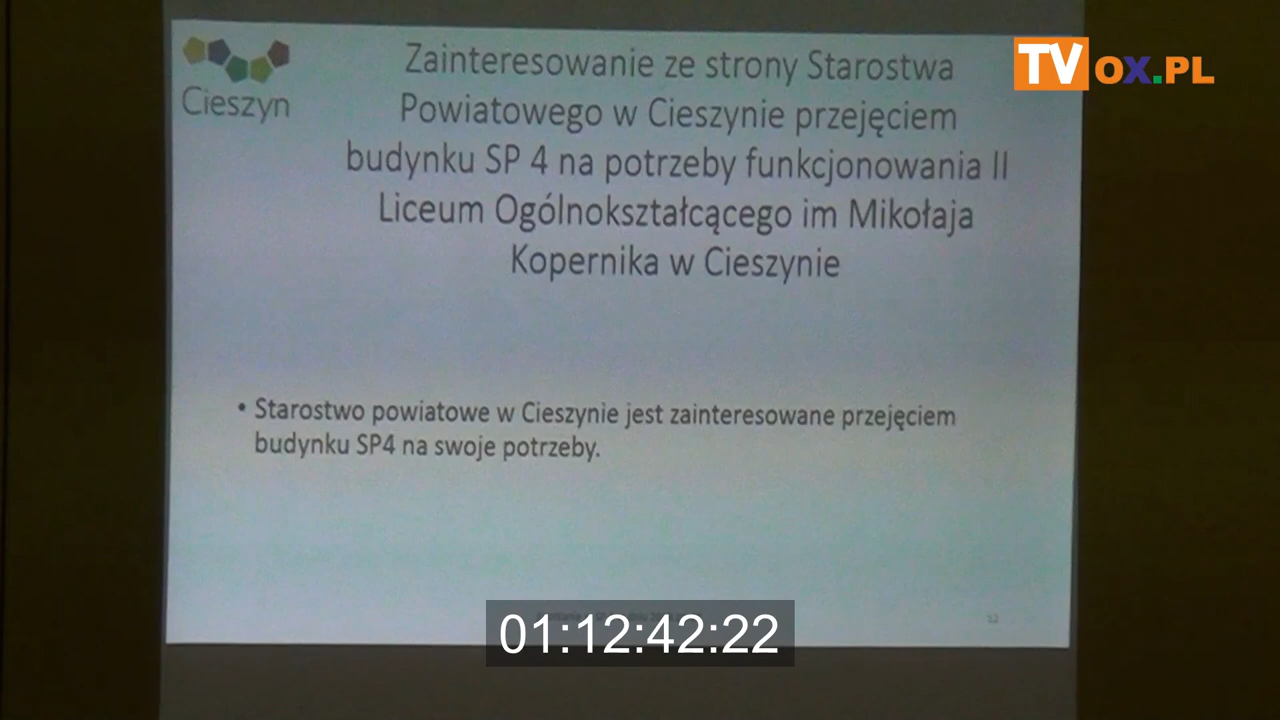 Cieszyn
Zainteresowanie ze strony Starostwa
Powiatowego w Cieszynie przejęciem
budynku SP 4 na potrzeby funkcjonowania II
Liceum Ogólnokształcącego im Mikołaja
Kopernika w Cieszynie
TVOX.PL
• Starostwo powiatowe w Cieszynie jest zainteresowane przejęciem
budynku SP4 na swoje potrzeby.
01:12:42:22